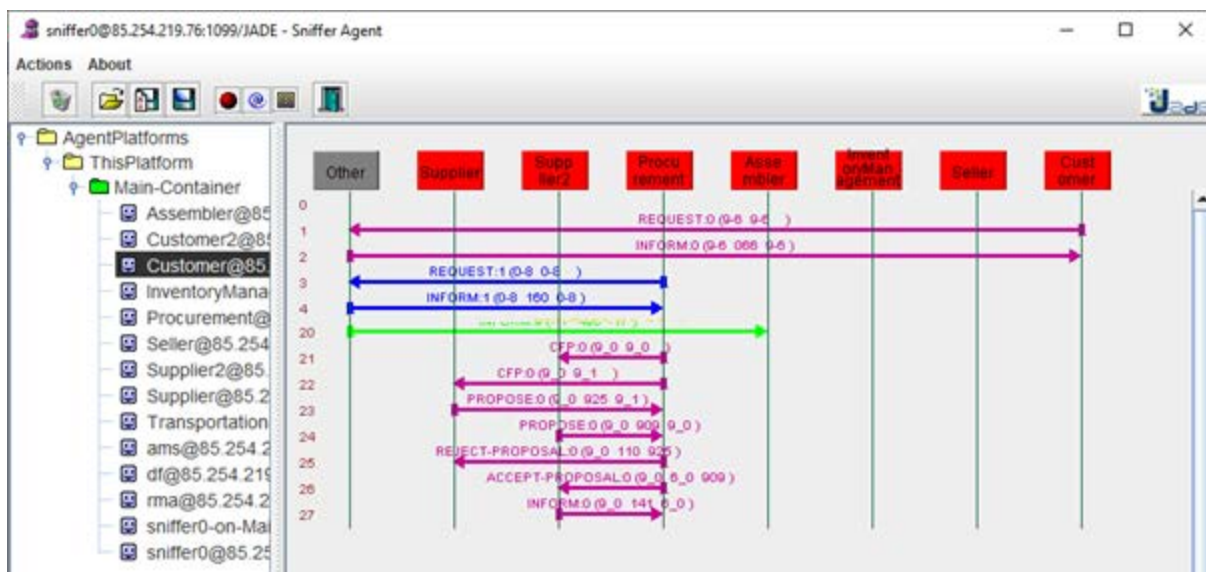 sniffer0@85.254.219.76:1099/JADE - Sniffer Agent
Actions About
Jade
AgentPlatforms
ThisPlatform
Main-Container
Assembler@85
Customer2@85
Customer@85.
InventoryMana
Procurement@
Seller@85.254
Supplier2@85.
Supplier@85.2
Transportation
ams@85.254.2
df@85.254.219
rma@85.254.2
sniffer0-on-Mai
sniffer0@85.25
Other
Supplier
Supp
lier2
Procu
rement
Asse
mbler
Invent
oryMan
agement
Seller
Cust
omer
0
REQUEST:0 (9-6 9-6 )
1
INFORM:0 (9-6 066 9-6 )
2
REQUEST:1 (0-8 0-8 )
3
INFORM:1 (0-8 160 0-8 )
4
20
CFP:0 (9_0 9_0 )
21
CFP:0 (9_0 9_1 )
22
PROPOSE:0 (9_0 925 9_1 )
23
PROPOSE:0 (9_0 909 9_0 )
24
REJECT-PROPOSAL:0 (9_0 110 925 )
25
ACCEPT-PROPOSAL:0 (9_0 6_0 909 )
26
INFORM:0 (9_0 141 6_0 )
27